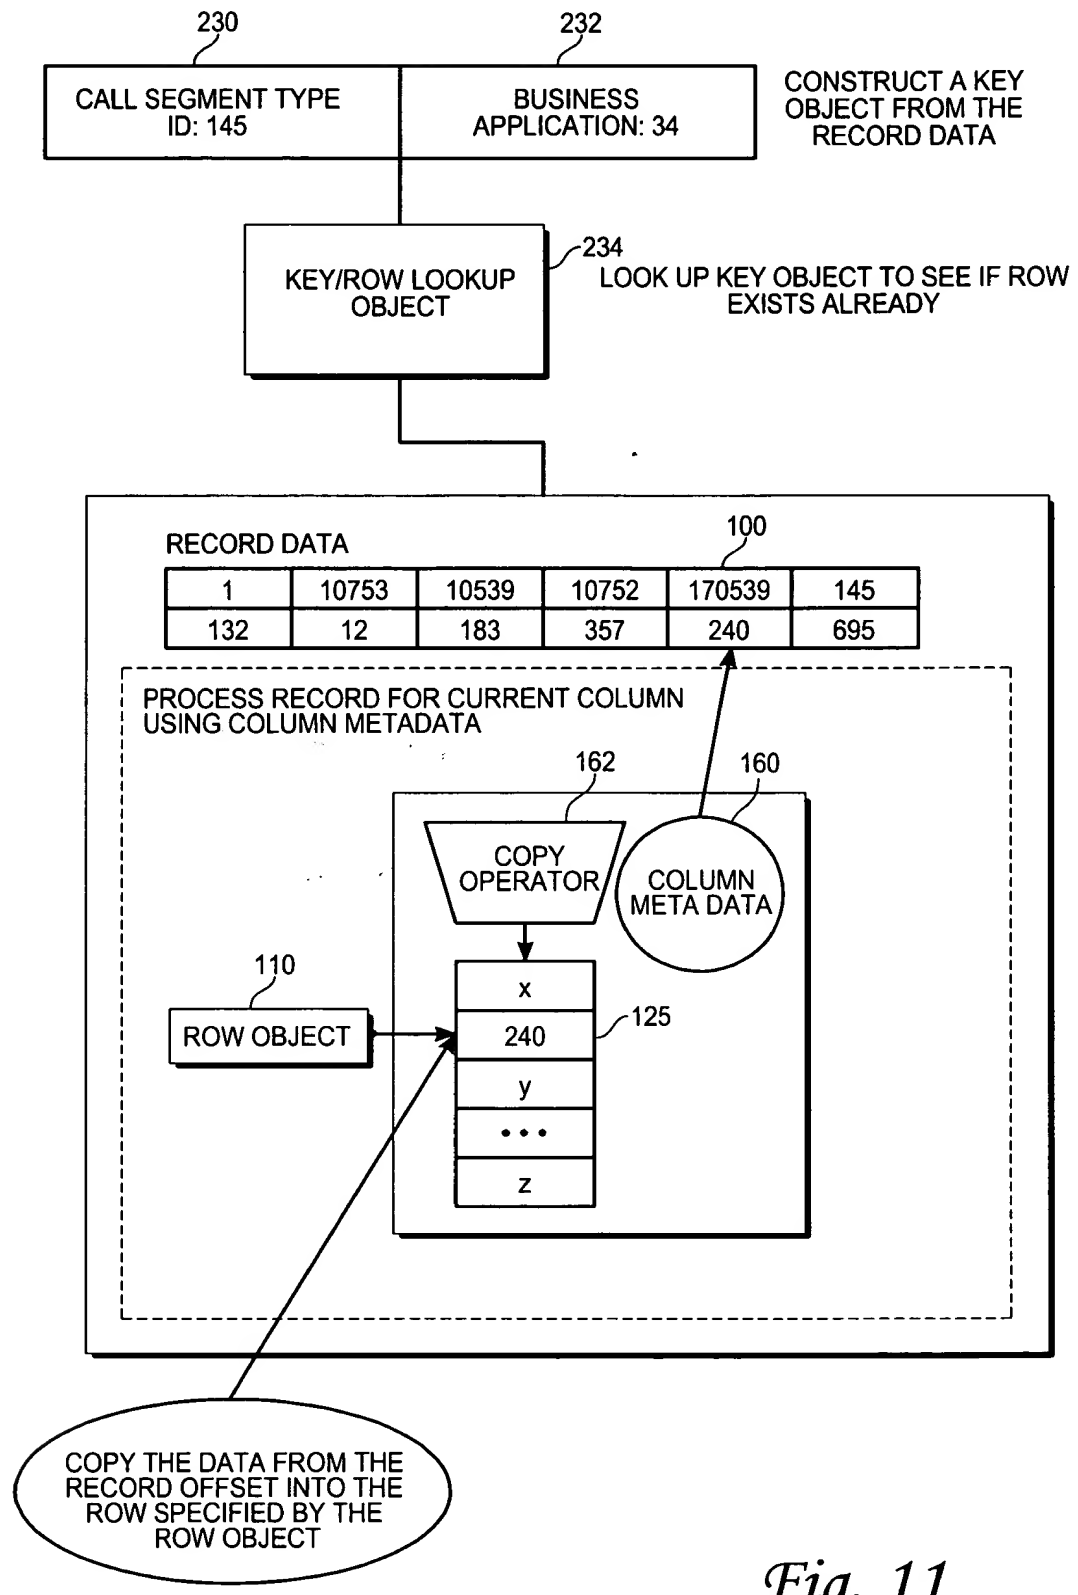 230
232
CALL SEGMENT TYPE
ID: 145
BUSINESS
APPLICATION: 34
CONSTRUCT A KEY
OBJECT FROM THE
RECORD DATA
234
KEY/ROW LOOKUP
OBJECT
LOOK UP KEY OBJECT TO SEE IF ROW
EXISTS ALREADY
RECORD DATA
100
1 10753 10539 10752 170539 145
132 12 183 357 240 695
PROCESS RECORD FOR CURRENT COLUMN
USING COLUMN METADATA
162
160
COPY
OPERATOR
COLUMN
META DATA
110
ROW OBJECT
x
240
125
y
•••
z
COPY THE DATA FROM THE
RECORD OFFSET INTO THE
ROW SPECIFIED BY THE
ROW OBJECT
Fig. 11